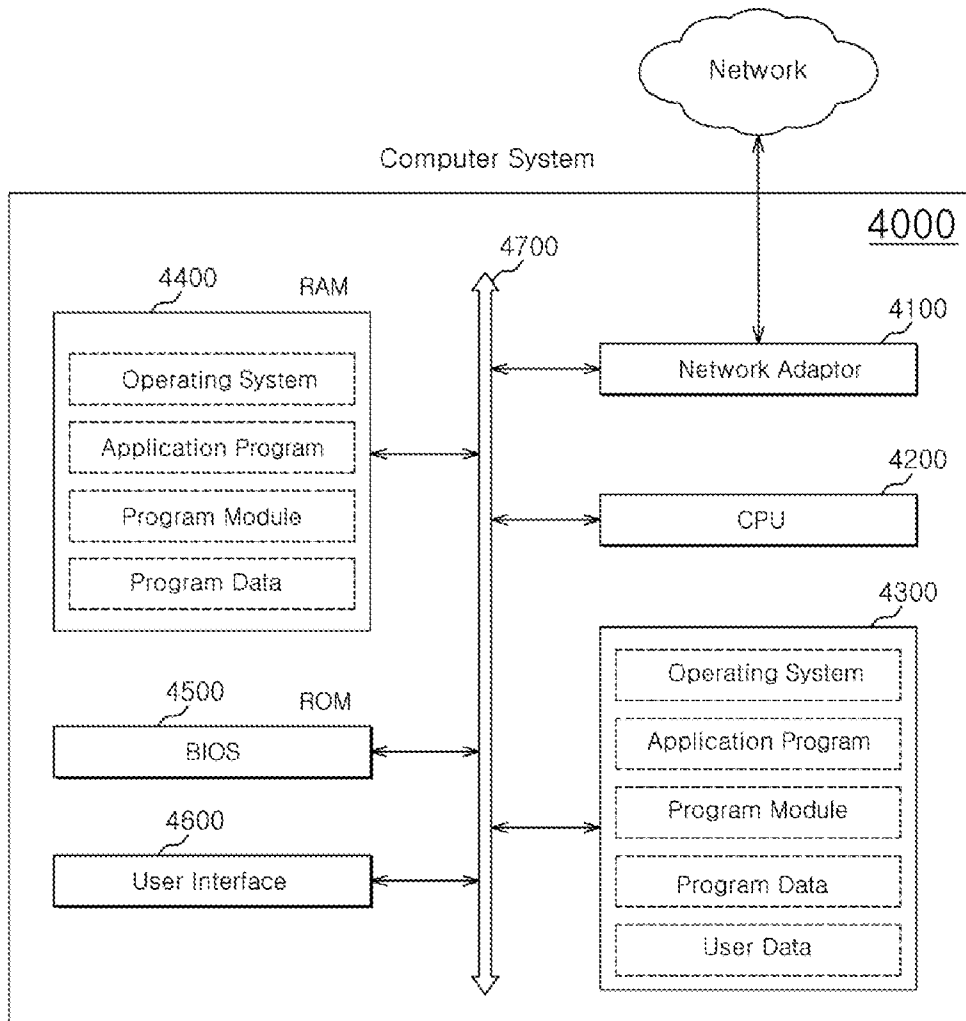 Network
Computer System
4000
4700
4400
RAM
Operating System
Application Program
Program Module
Program Data
4100
Network Adaptor
4200
CPU
4300
Operating System
Application Program
Program Module
Program Data
User Data
4500
ROM
BIOS
4600
User Interface